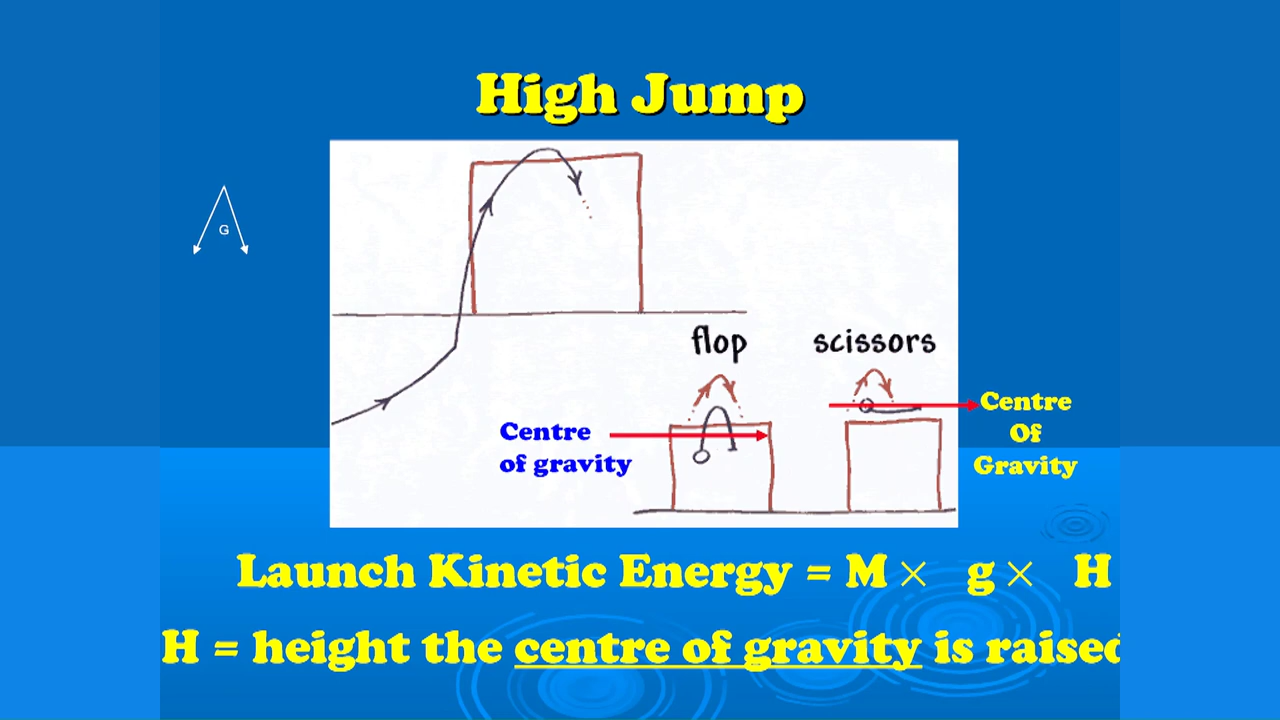 High Jump
G
flop scissors
Centre
of gravity
Centre
Of
Gravity
Launch Kinetic Energy = M × g × H
H = height the centre of gravity is raised